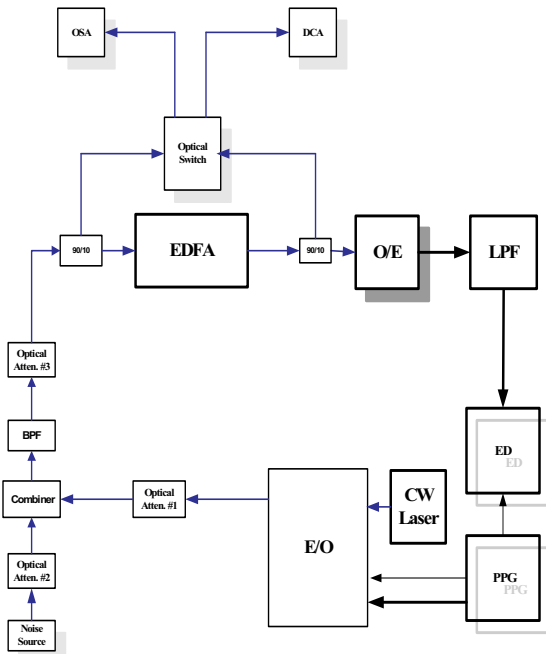 OSA
DCA
Optical
Switch
90/10
EDFA
90/10
O/E
LPF
Optical
Atten. #3
BPF
ED
ED
Combiner
Optical
Atten. #1
E/O
CW
Laser
Optical
Atten. #2
PPG
PPG
Noise
Source